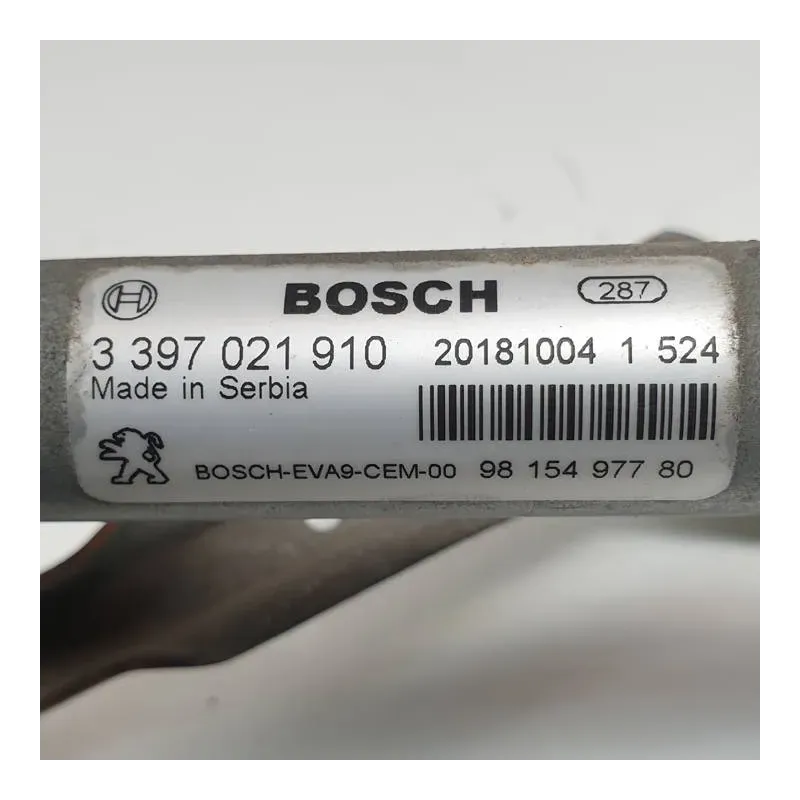 BOSCH 287
3 397 021 910 20181004 1 524
Made in Serbia
BOSCH-EVA9-CEM-00 98 154 977 80